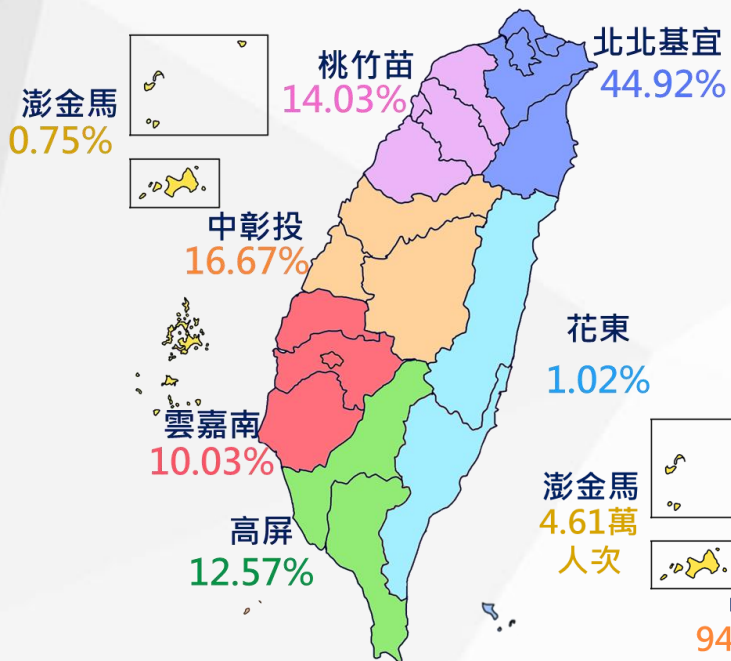 北北基宜
44.92%
桃竹苗
14.03%
澎金馬
0.75%
中彰投
16.67%
花東
1.02%
雲嘉南
10.03%
澎金馬
4.61萬
人次
高屏
12.57%
94